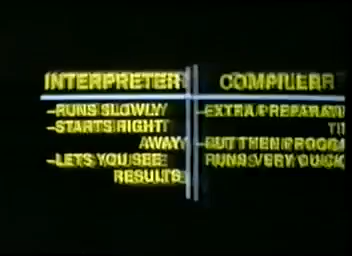 INTERPRETER
-RUNS SLOWLY
-STARTS RIGHT
AWAY
-LETS YOU SEE
RESULTS
COMPILER
-EXTRA PREPARATI
TI
-BUT THEN PROGRA
RUNS VERY QUICK